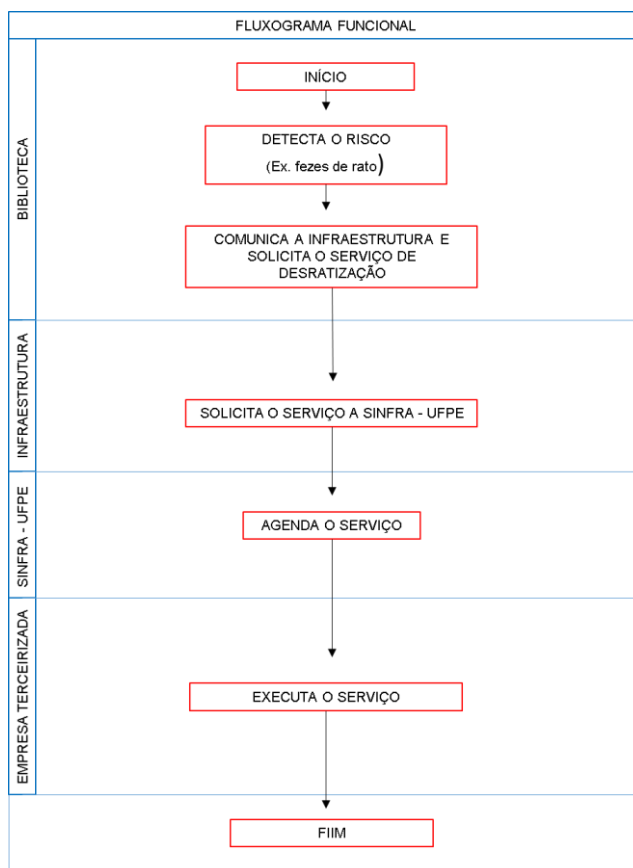 FLUXOGRAMA FUNCIONAL
BIBLIOTECA
INÍCIO
DETECTA O RISCO
(Ex. fezes de rato)
COMUNICA A INFRAESTRUTURA E
SOLICITA O SERVIÇO DE
DESRATIZAÇÃO
INFRAESTRUTURA
SOLICITA O SERVIÇO A SINFRA - UFPE
SINFRA - UFPE
AGENDA O SERVIÇO
EMPRESA TERCEIRIZADA
EXECUTA O SERVIÇO
FIIM